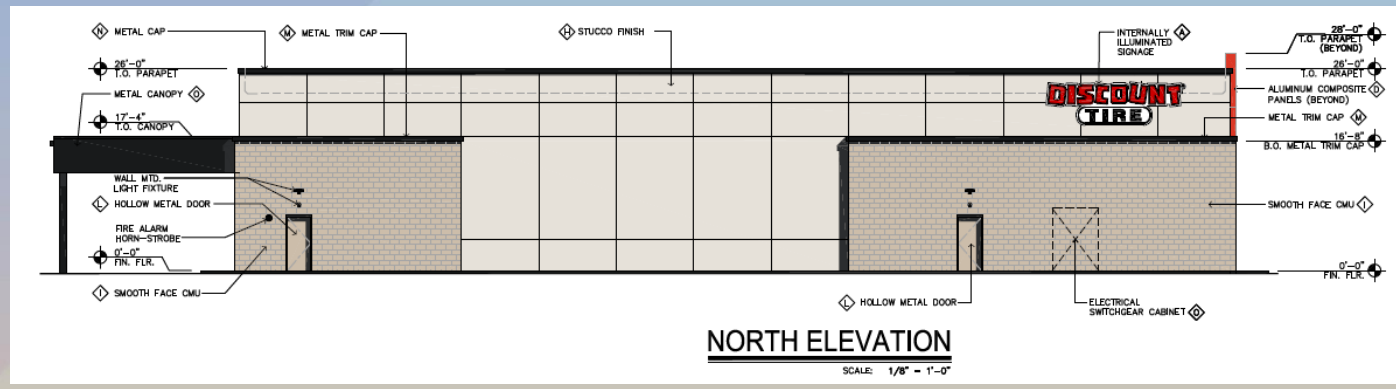 N METAL CAP
M METAL TRIM CAP
H STUCCO FINISH
INTERNALLY A
ILLUMINATED
SIGNAGE
28'-0"
T.O. PARAPET
(BEYOND)
26'-0"
T.O. PARAPET
26'-0"
T.O. PARAPET
METAL CANOPY O
ALUMINUM COMPOSITE D
PANELS (BEYOND)
DISCOUNT
TIRE
17'-4"
T.O. CANOPY
METAL TRIM CAP M
16'-8"
B.O. METAL TRIM CAP
WALL MTD.
LIGHT FIXTURE
L HOLLOW METAL DOOR
SMOOTH FACE CMU I
FIRE ALARM
HORN-STROBE
0'-0"
FIN. FLR.
0'-0"
FIN. FLR.
I SMOOTH FACE CMU
L HOLLOW METAL DOOR
ELECTRICAL
SWITCHGEAR CABINET O
NORTH ELEVATION
SCALE: 1/8" = 1'-0"